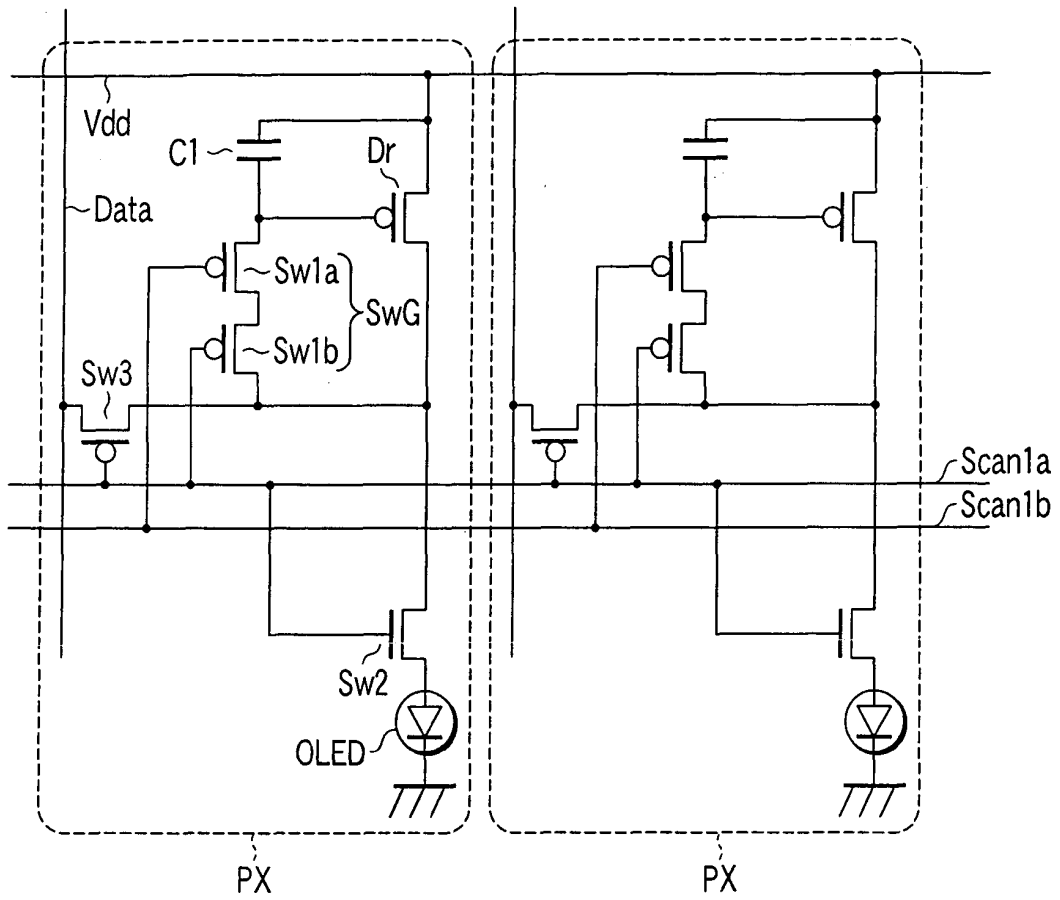 Vdd
C1
Dr
Data
Sw1a
SwG
Sw1b
Sw3
Scan1a
Scan1b
Sw2
OLED
PX
PX